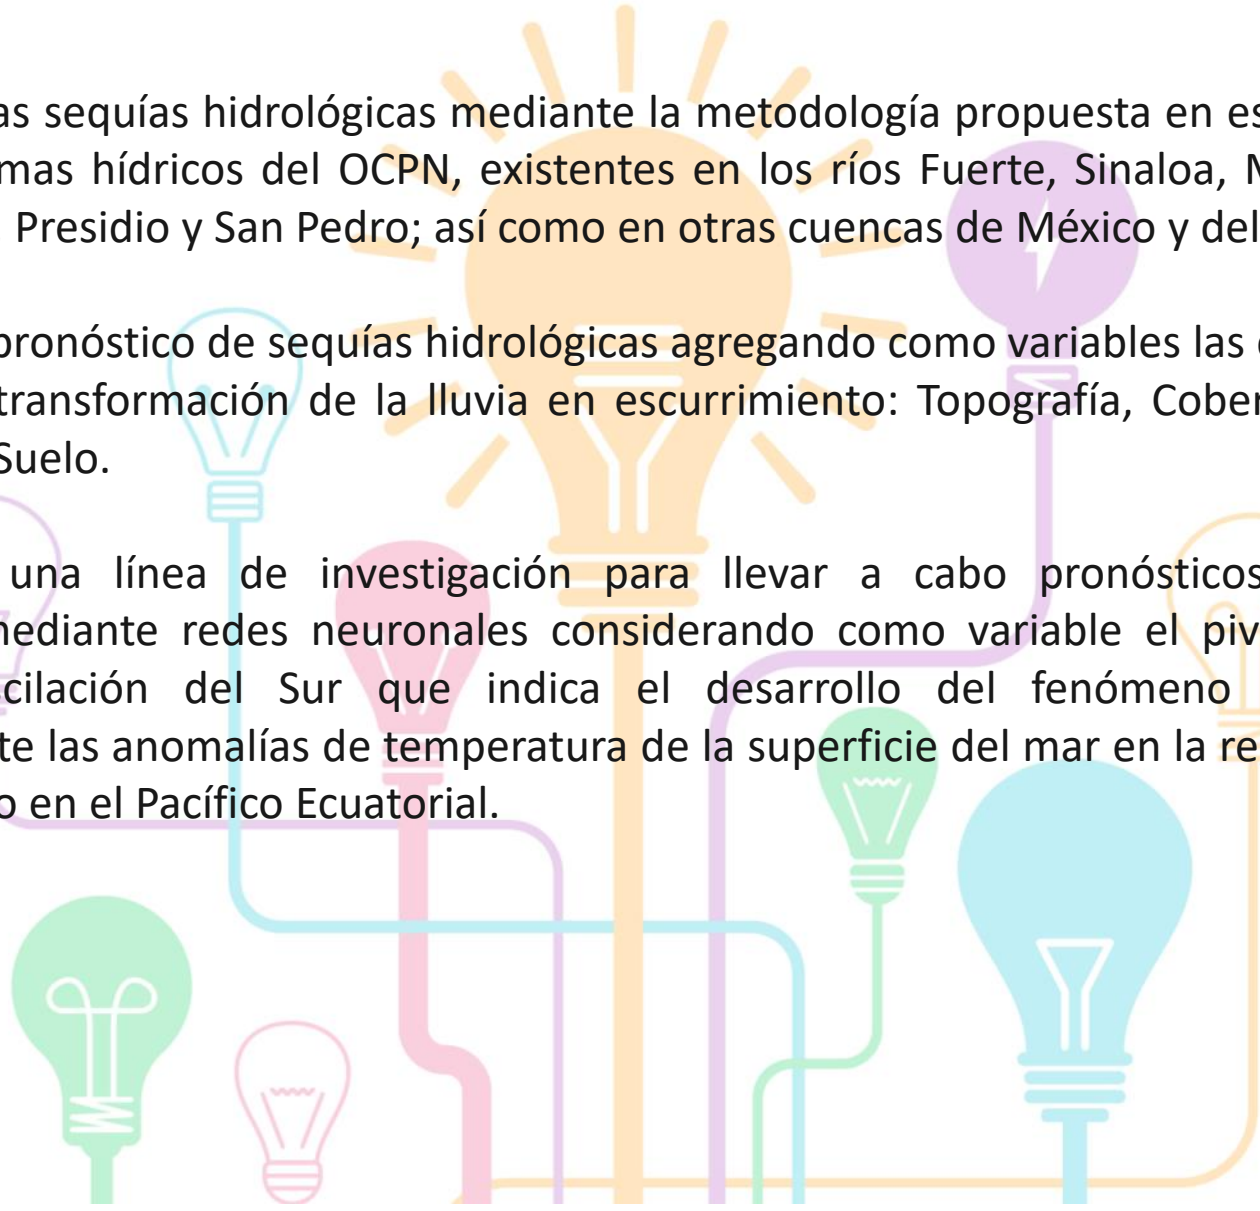 as sequías hidrológicas mediante la metodología propuesta en es
mas hídricos del OCPN, existentes en los ríos Fuerte, Sinaloa, M
Presidio y San Pedro; así como en otras cuencas de México y del
pronóstico de sequías hidrológicas agregando como variables las
transformación de la lluvia en escurrimiento: Topografía, Cober
Suelo.
una línea de investigación para llevar a cabo pronósticos
mediante redes neuronales considerando como variable el piv
cilación del Sur que indica el desarrollo del fenómeno
te las anomalías de temperatura de la superficie del mar en la re
o en el Pacífico Ecuatorial.